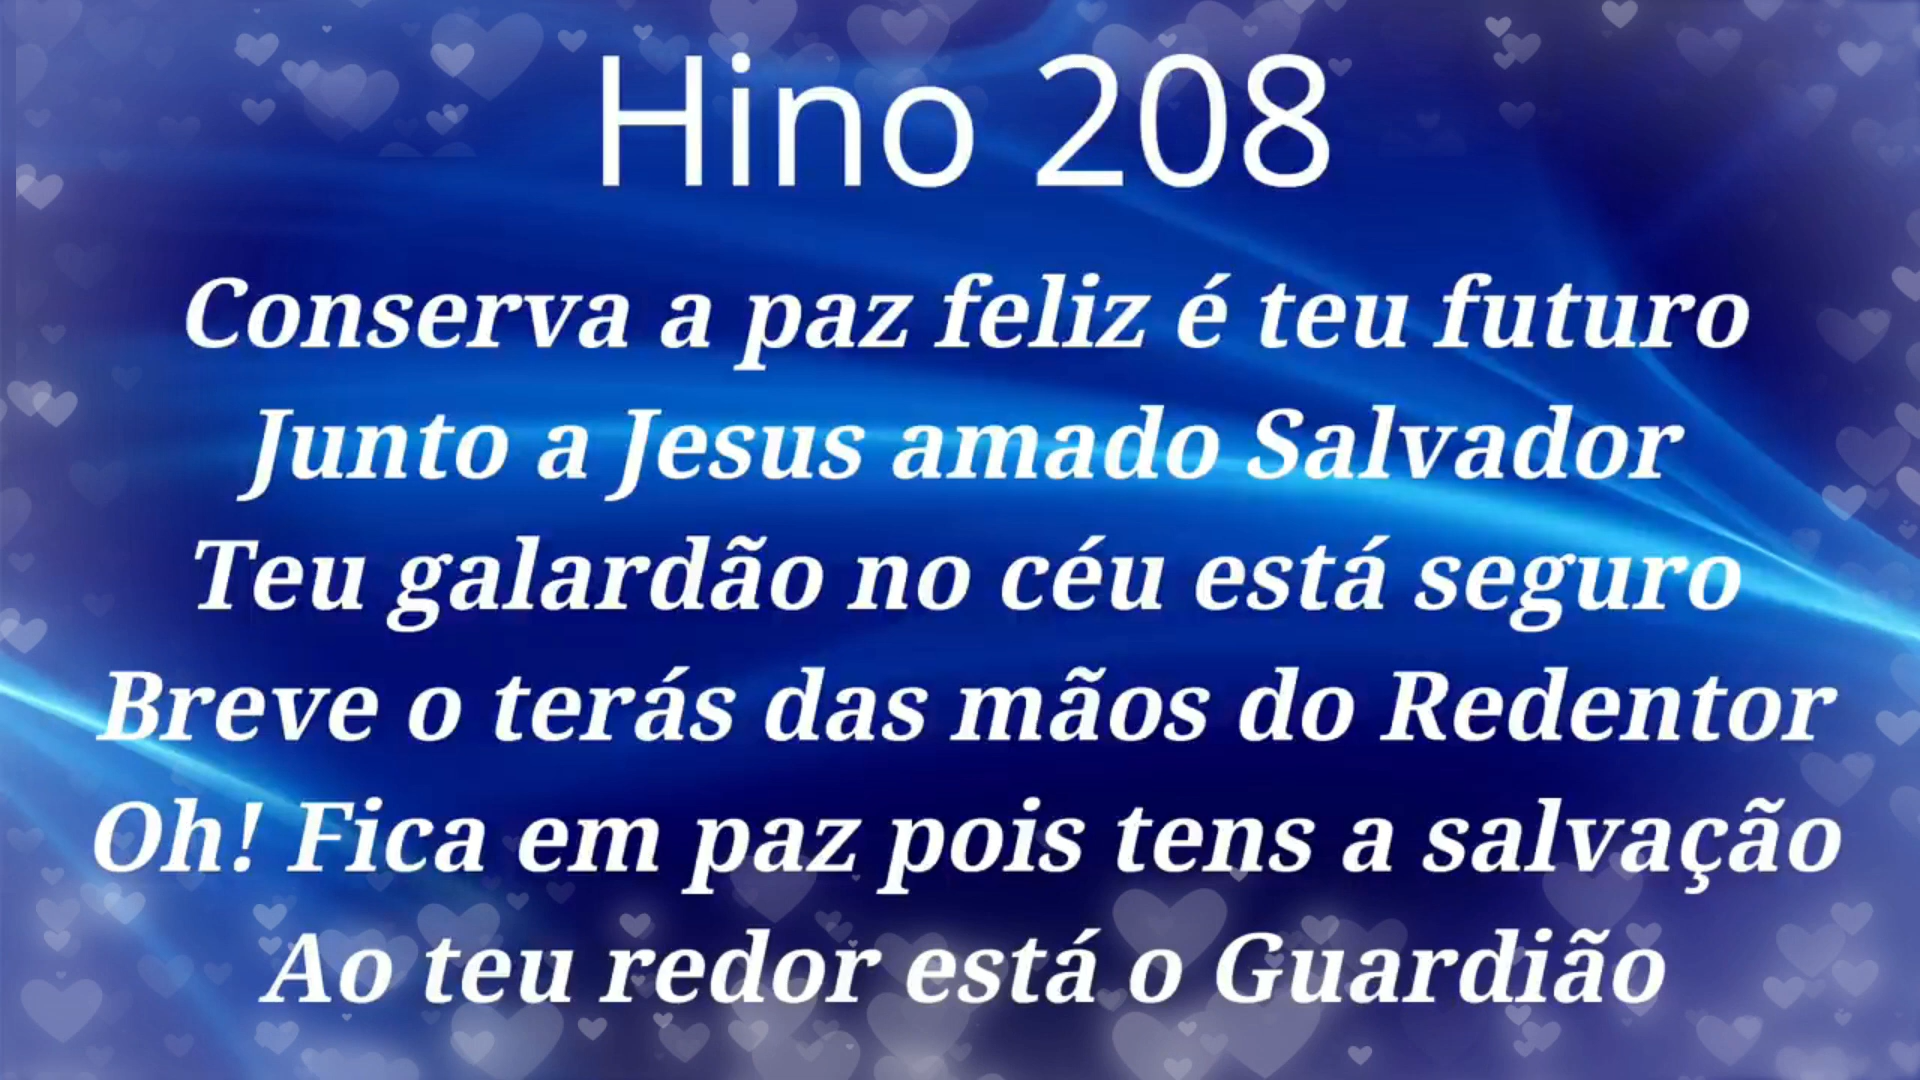 Hino 208
Conserva a paz feliz é teu futuro
Junto a Jesus amado Salvador
Teu galardão no céu está seguro
Breve o terás das mãos do Redentor
Oh! Fica em paz pois tens a salvação
Ao teu redor está o Guardião